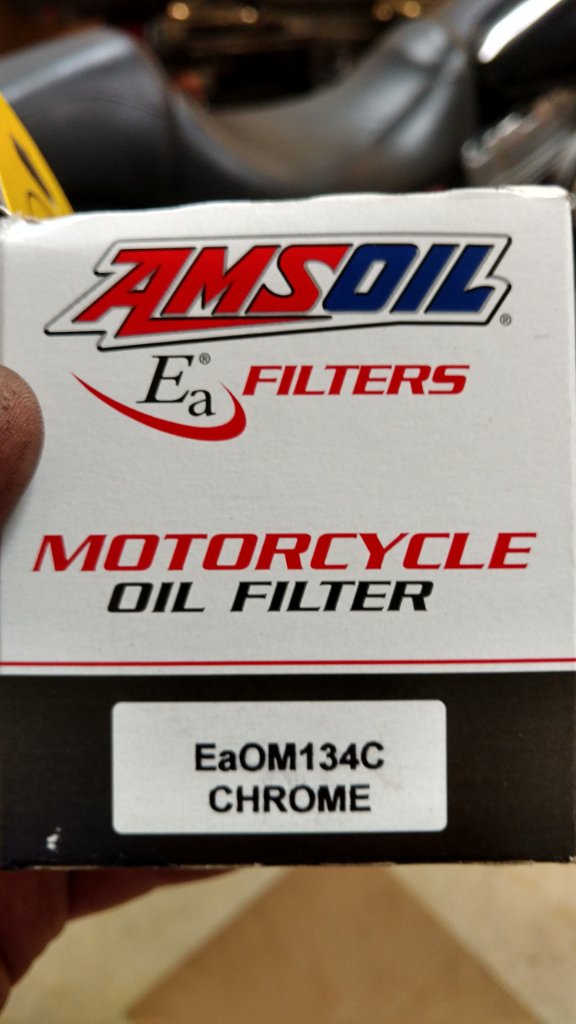 AMSOIL®
Ea® FILTERS
MOTORCYCLE
OIL FILTER
EaOM134C
CHROME